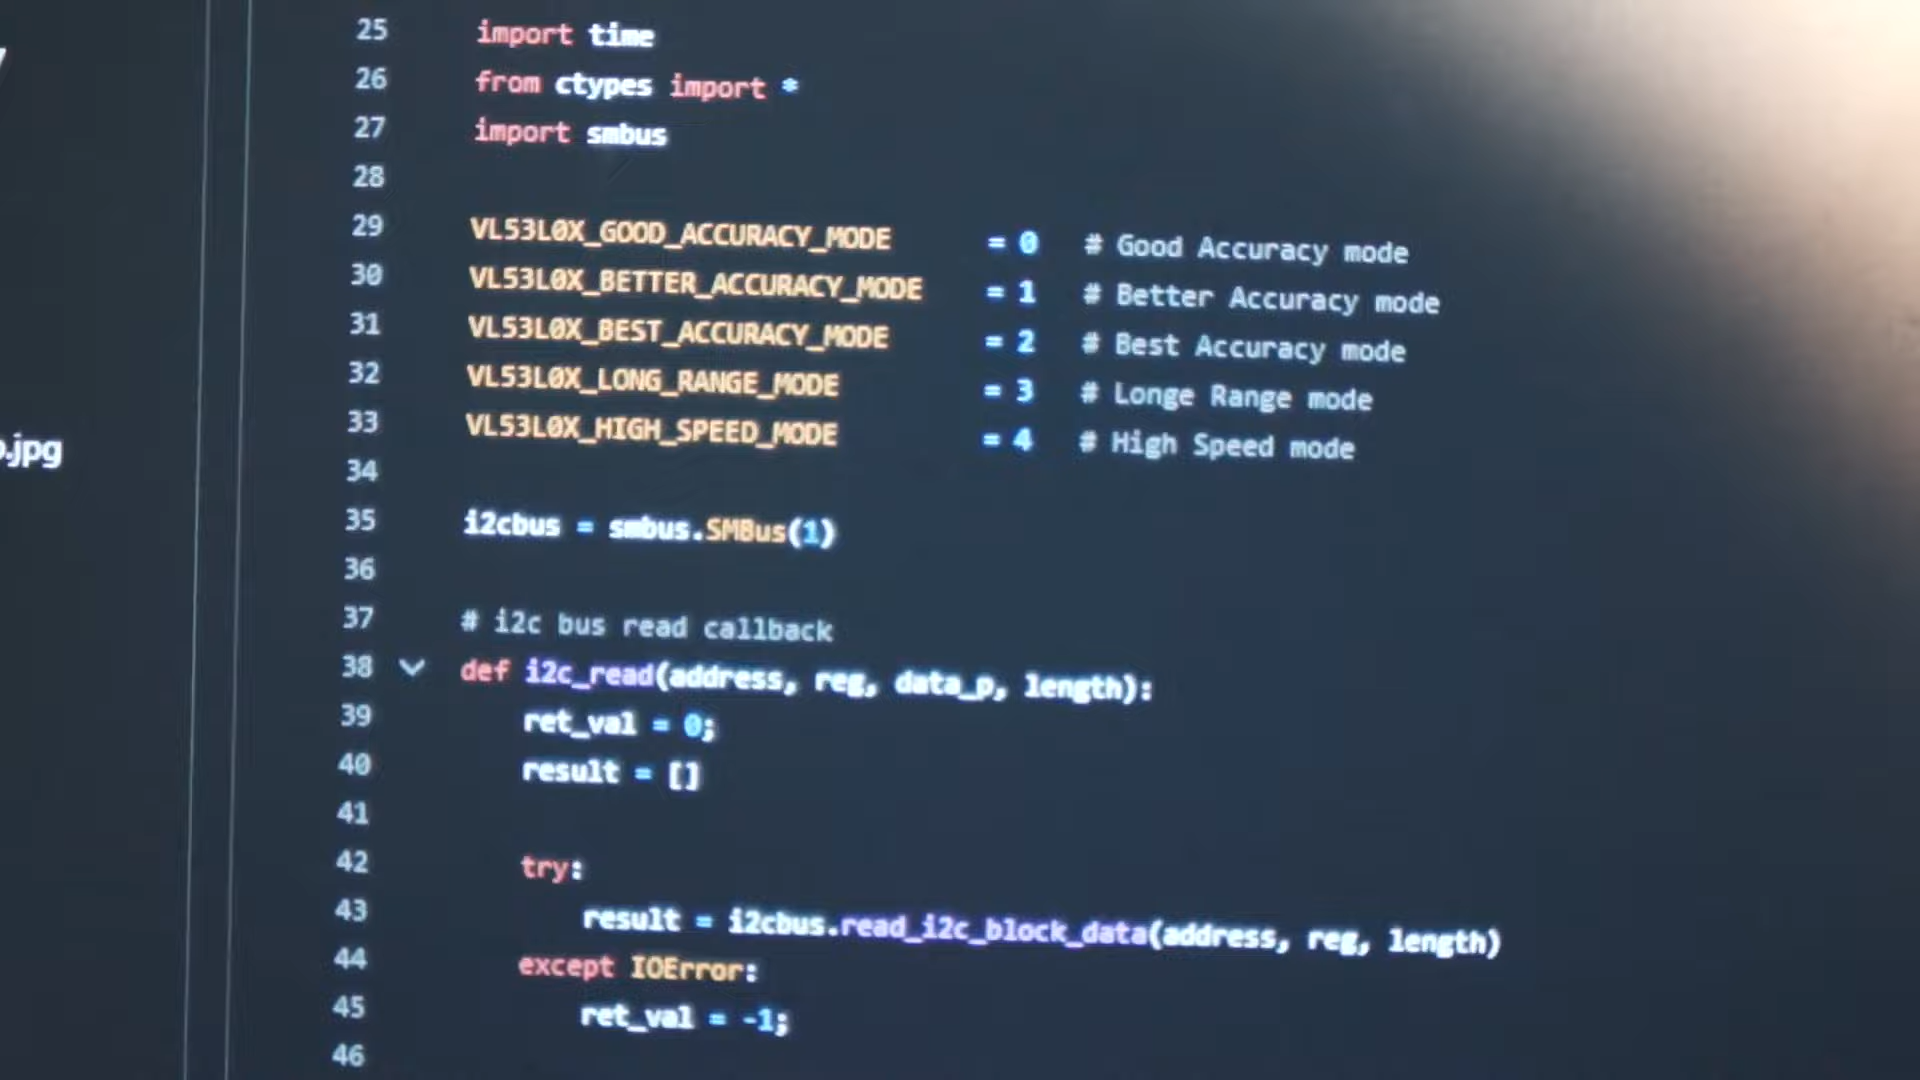 25 import time
26 from ctypes import *
27 import smbus
28
29 VL53L0X_GOOD_ACCURACY_MODE = 0 # Good Accuracy mode
30 VL53L0X_BETTER_ACCURACY_MODE = 1 # Better Accuracy mode
31 VL53L0X_BEST_ACCURACY_MODE = 2 # Best Accuracy mode
32 VL53L0X_LONG_RANGE_MODE = 3 # Longe Range mode
33 VL53L0X_HIGH_SPEED_MODE = 4 # High Speed mode
.jpg
34
35 i2cbus = smbus.SMBus(1)
36
37 # i2c bus read callback
38 def i2c_read(address, reg, data_p, length):
39 ret_val = 0;
40 result = []
41
42 try:
43 result = i2cbus.read_i2c_block_data(address, reg, length)
44 except IOError:
45 ret_val = -1;
46